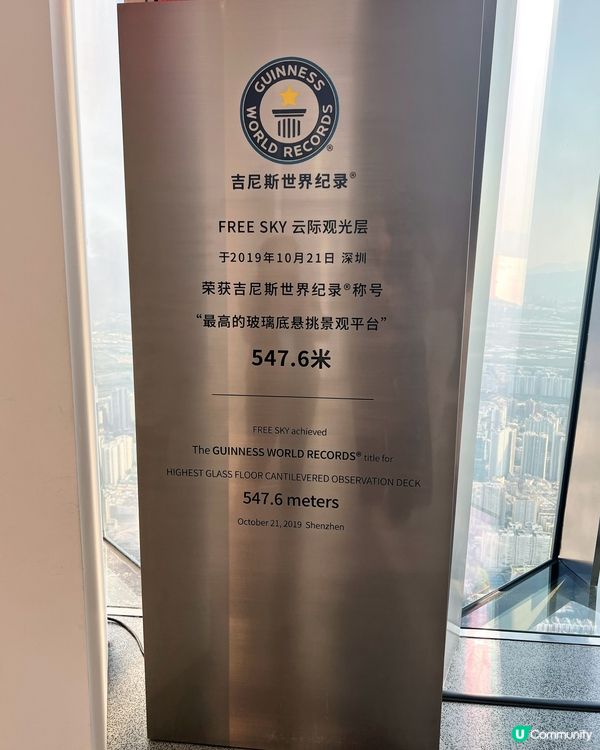 GUINNESS
WORLD RECORDS®
吉尼斯世界纪录®
FREE SKY 云际观光层
于2019年10月21日 深圳
荣获吉尼斯世界纪录®称号
“最高的玻璃底悬挑景观平台”
547.6米
FREE SKY achieved
The GUINNESS WORLD RECORDS® title for
HIGHEST GLASS FLOOR CANTILEVERED OBSERVATION DECK
547.6 meters
October 21, 2019 Shenzhen
U Community